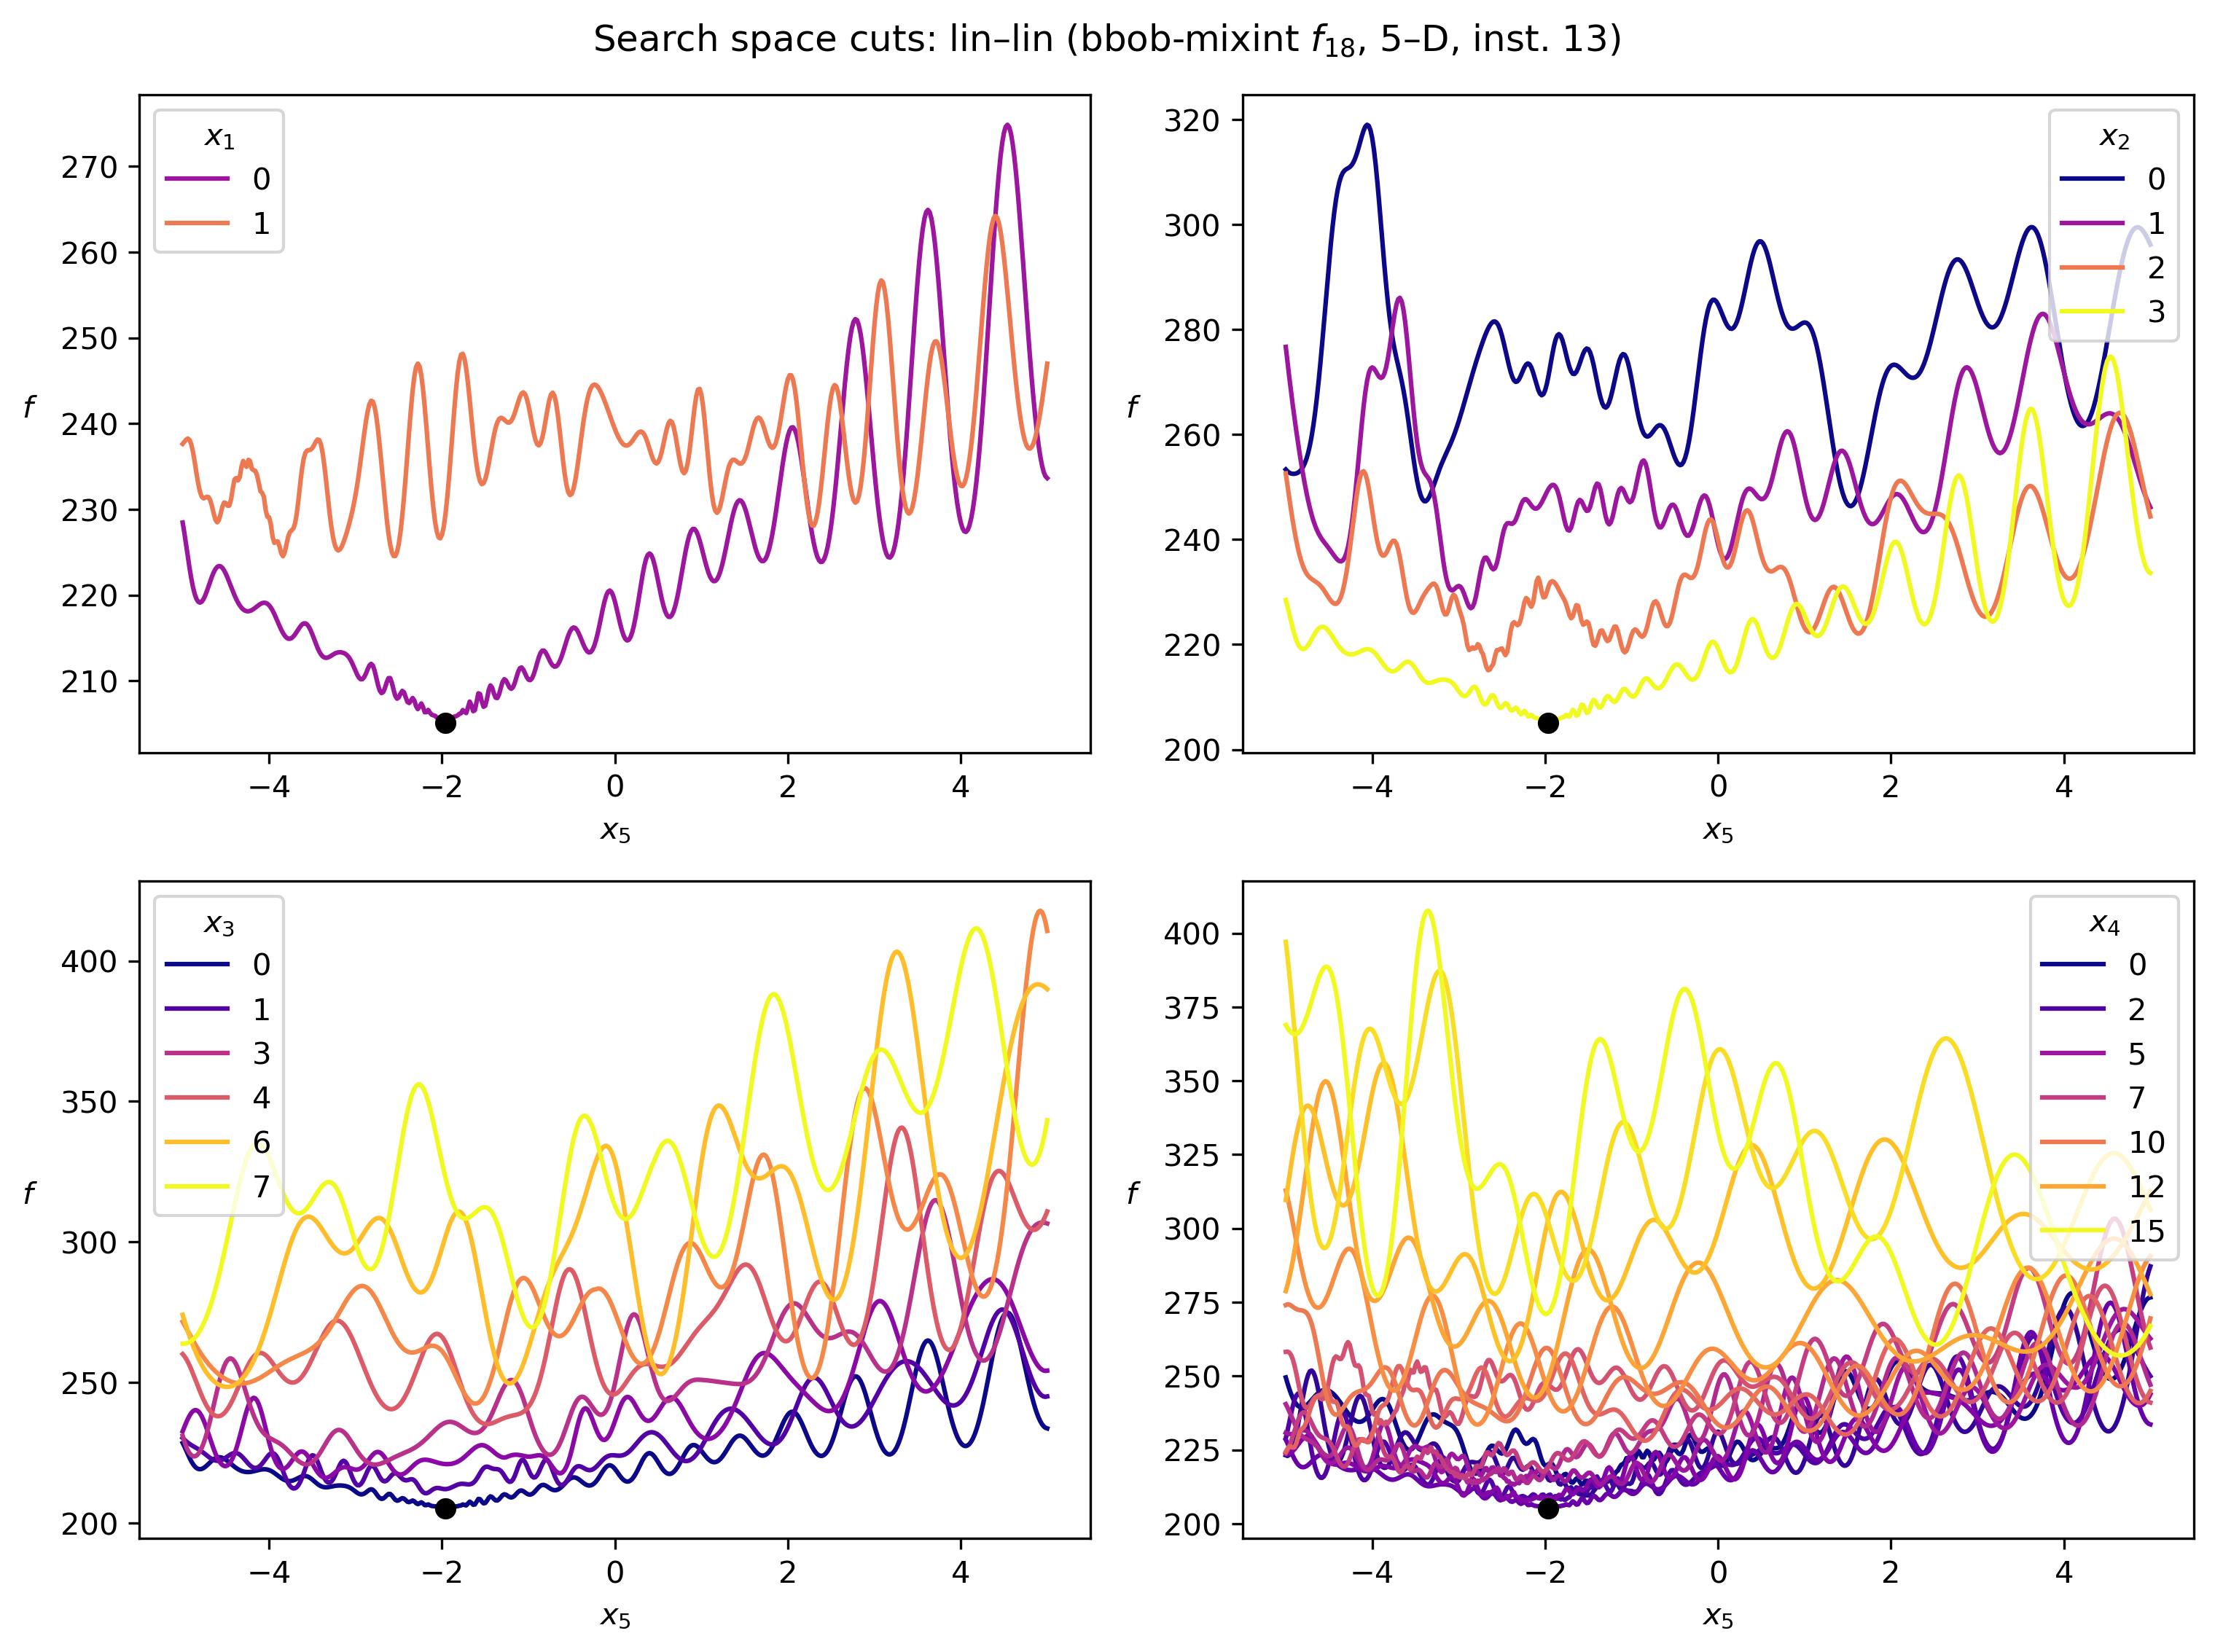 Search space cuts: lin–lin (bbob-mixint f₁₈, 5–D, inst. 13)
x₁
0
1
270
260
250
240
230
220
210
f
−4 −2 0 2 4
x₅
x₂
0
1
2
3
320
300
280
260
240
220
200
f
−4 −2 0 2 4
x₅
x₃
0
1
3
4
6
7
400
350
300
250
200
f
−4 −2 0 2 4
x₅
x₄
0
2
5
7
10
12
15
400
375
350
325
300
275
250
225
200
f
−4 −2 0 2 4
x₅